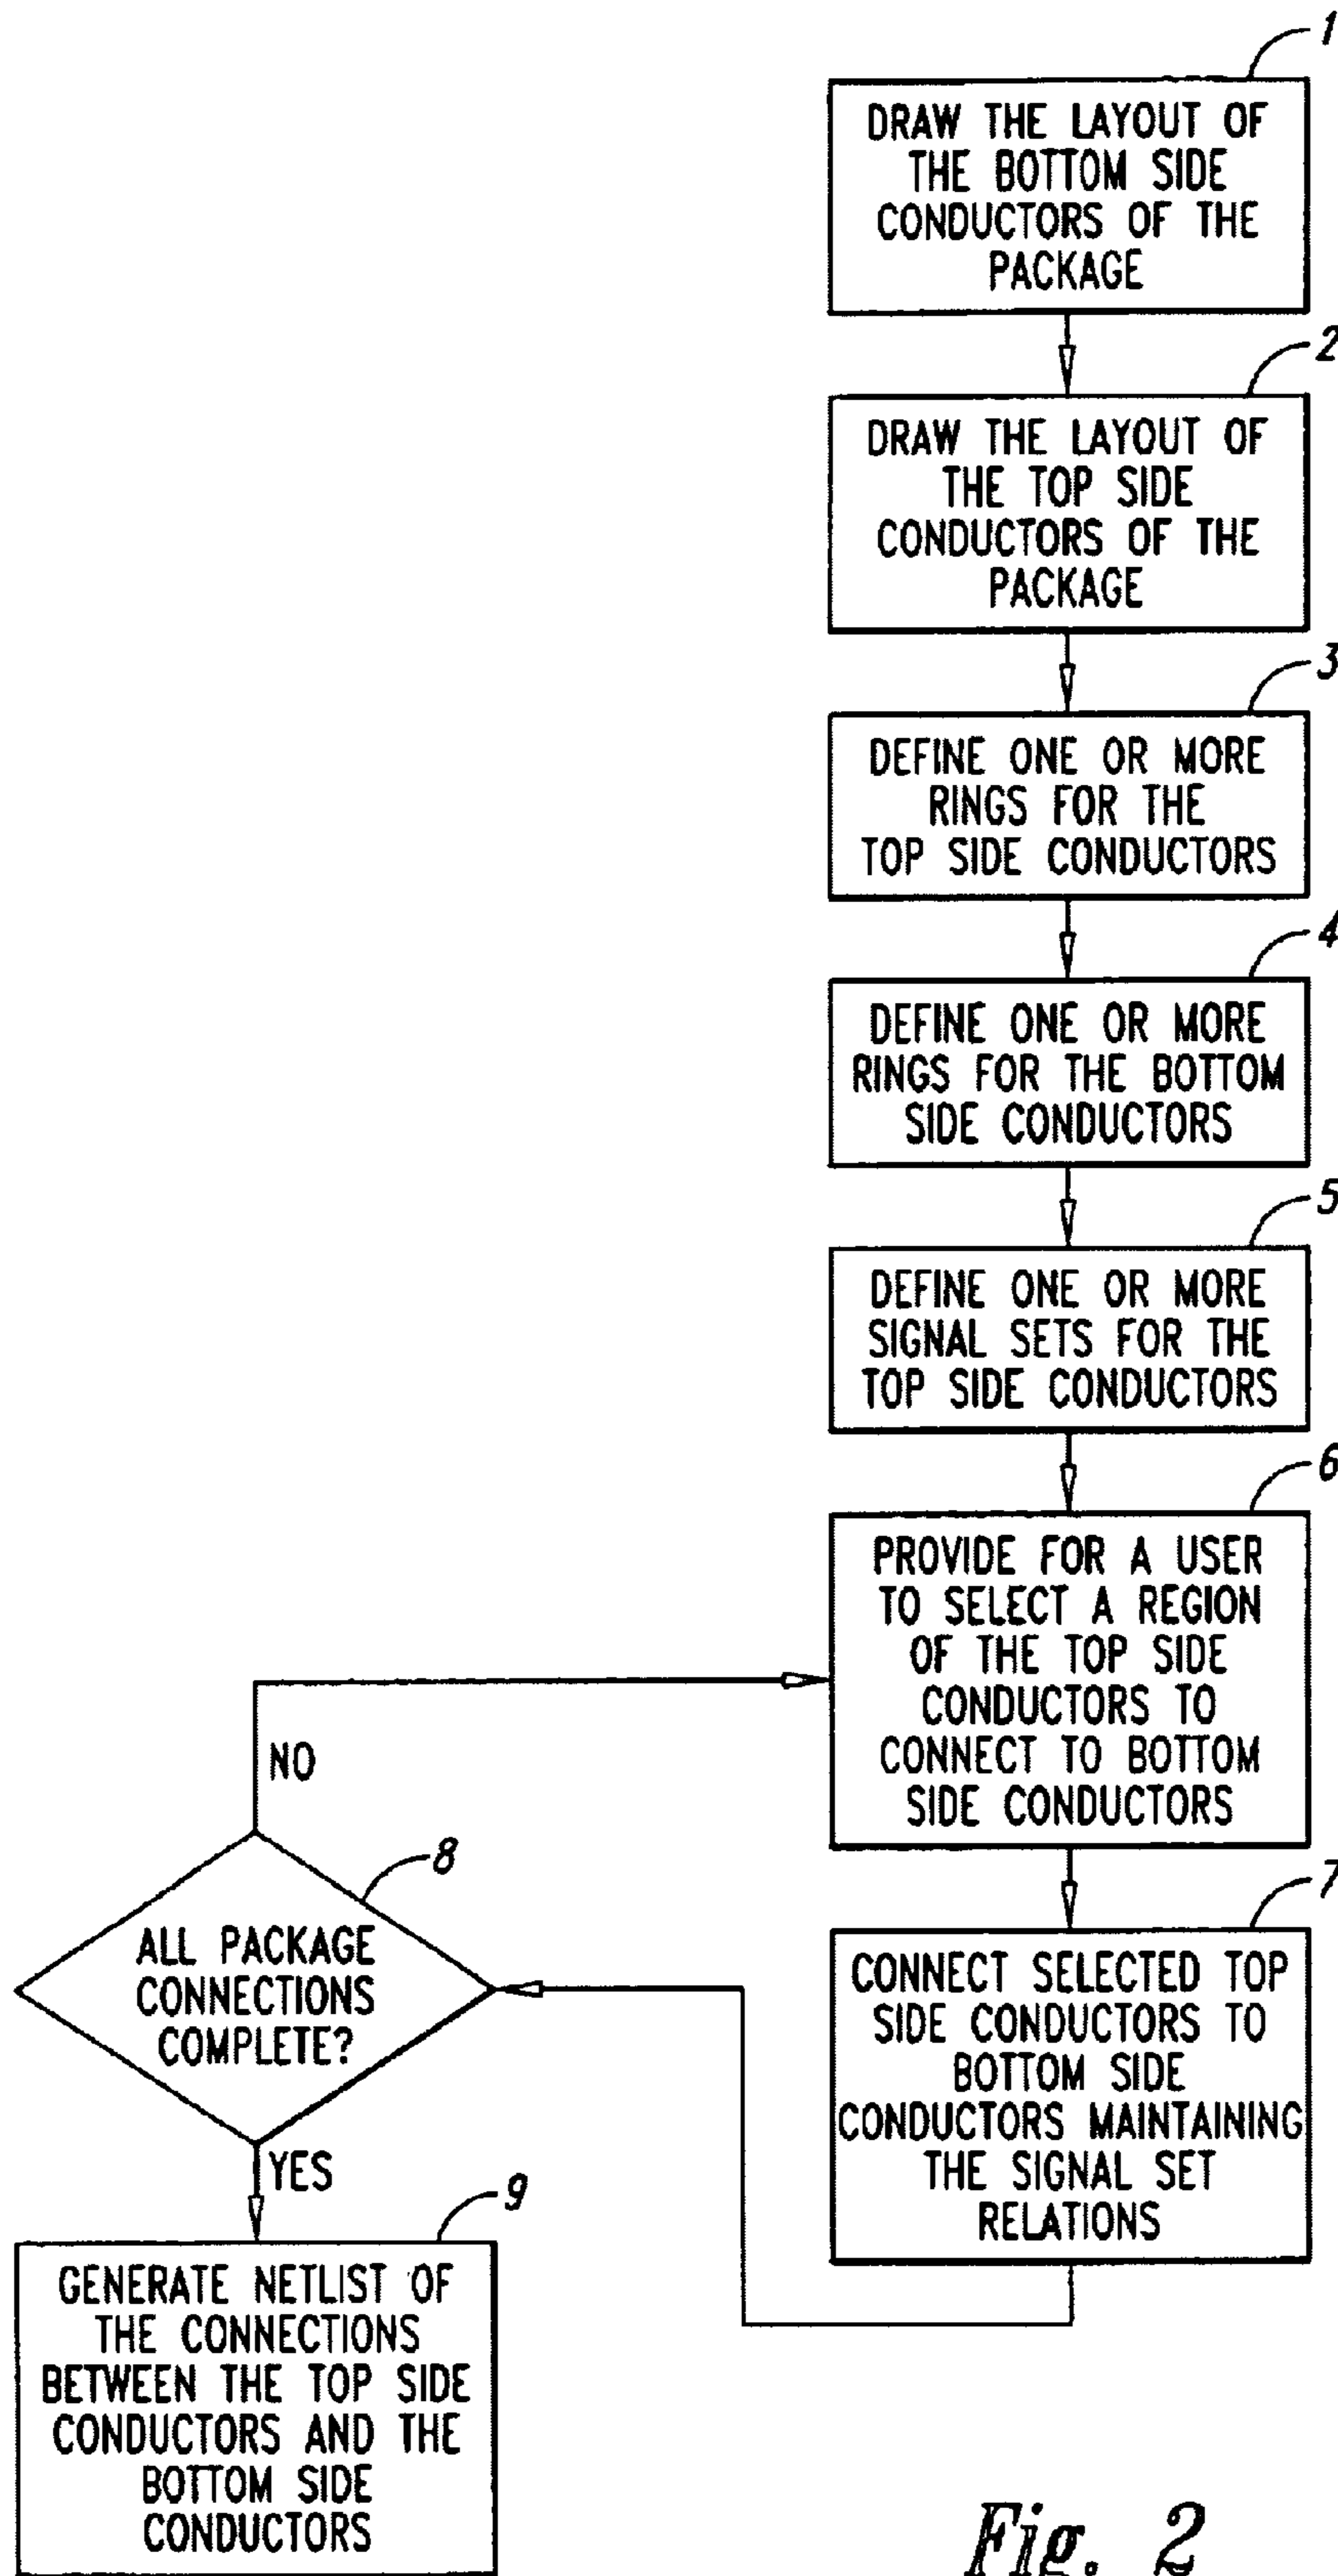 1
DRAW THE LAYOUT OF
THE BOTTOM SIDE
CONDUCTORS OF THE
PACKAGE
2
DRAW THE LAYOUT OF
THE TOP SIDE
CONDUCTORS OF THE
PACKAGE
3
DEFINE ONE OR MORE
RINGS FOR THE
TOP SIDE CONDUCTORS
4
DEFINE ONE OR MORE
RINGS FOR THE BOTTOM
SIDE CONDUCTORS
5
DEFINE ONE OR MORE
SIGNAL SETS FOR THE
TOP SIDE CONDUCTORS
6
PROVIDE FOR A USER
TO SELECT A REGION
OF THE TOP SIDE
CONDUCTORS TO
CONNECT TO BOTTOM
SIDE CONDUCTORS
7
CONNECT SELECTED TOP
SIDE CONDUCTORS TO
BOTTOM SIDE
CONDUCTORS MAINTAINING
THE SIGNAL SET
RELATIONS
NO
8
ALL PACKAGE
CONNECTIONS
COMPLETE?
YES
9
GENERATE NETLIST OF
THE CONNECTIONS
BETWEEN THE TOP SIDE
CONDUCTORS AND THE
BOTTOM SIDE
CONDUCTORS
Fig. 2